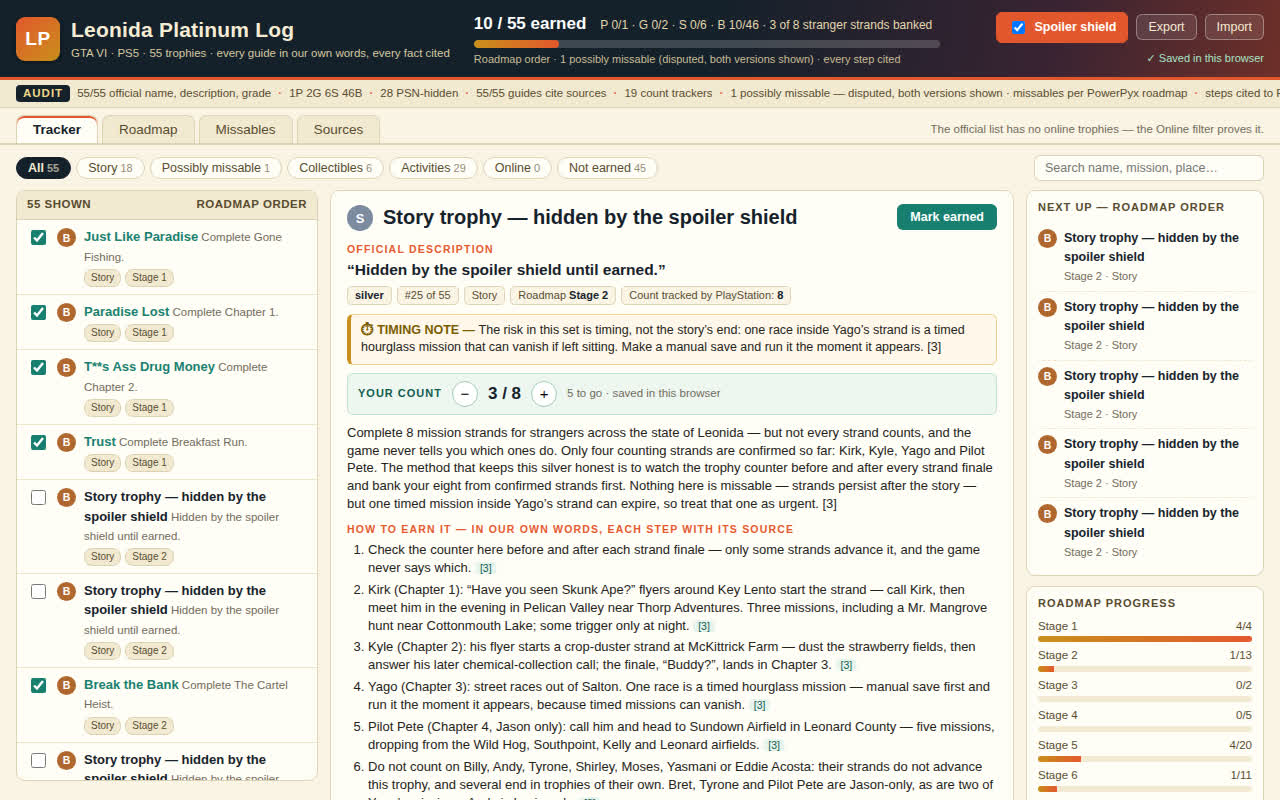 LP
Leonida Platinum Log
GTA VI · PS5 · 55 trophies · every guide in our own words, every fact cited
10 / 55 earned P 0/1 · G 0/2 · S 0/6 · B 10/46 · 3 of 8 stranger strands banked
Roadmap order · 1 possibly missable (disputed, both versions shown) · every step cited
Spoiler shield
Export
Import
✓ Saved in this browser
AUDIT 55/55 official name, description, grade · 1P 2G 6S 46B · 28 PSN-hidden · 55/55 guides cite sources · 19 count trackers · 1 possibly missable — disputed, both versions shown · missables per PowerPyx roadmap · steps cited to
Tracker
Roadmap
Missables
Sources
The official list has no online trophies — the Online filter proves it.
All 55
Story 18
Possibly missable 1
Collectibles 6
Activities 29
Online 0
Not earned 45
Search name, mission, place…
55 SHOWN
ROADMAP ORDER
B Just Like Paradise Complete Gone
Fishing.
Story Stage 1
B Paradise Lost Complete Chapter 1.
Story Stage 1
B T**s Ass Drug Money Complete
Chapter 2.
Story Stage 1
B Trust Complete Breakfast Run.
Story Stage 1
B Story trophy — hidden by the
spoiler shield Hidden by the spoiler
shield until earned.
Story Stage 2
B Story trophy — hidden by the
spoiler shield Hidden by the spoiler
shield until earned.
Story Stage 2
B Break the Bank Complete The Cartel
Heist.
Story Stage 2
B Story trophy — hidden by the
spoiler shield Hidden by the spoiler
S Story trophy — hidden by the spoiler shield
Mark earned
OFFICIAL DESCRIPTION
“Hidden by the spoiler shield until earned.”
silver #25 of 55 Story Roadmap Stage 2 Count tracked by PlayStation: 8
⏱ TIMING NOTE — The risk in this set is timing, not the story’s end: one race inside Yago’s strand is a timed
hourglass mission that can vanish if left sitting. Make a manual save and run it the moment it appears. [3]
YOUR COUNT − 3 / 8 + 5 to go · saved in this browser
Complete 8 mission strands for strangers across the state of Leonida — but not every strand counts, and the
game never tells you which ones do. Only four counting strands are confirmed so far: Kirk, Kyle, Yago and Pilot
Pete. The method that keeps this silver honest is to watch the trophy counter before and after every strand finale
and bank your eight from confirmed strands first. Nothing here is missable — strands persist after the story —
but one timed mission inside Yago’s strand can expire, so treat that one as urgent. [3]
HOW TO EARN IT — IN OUR OWN WORDS, EACH STEP WITH ITS SOURCE
1. Check the counter here before and after each strand finale — only some strands advance it, and the game
never says which. [3]
2. Kirk (Chapter 1): “Have you seen Skunk Ape?” flyers around Key Lento start the strand — call Kirk, then
meet him in the evening in Pelican Valley near Thorp Adventures. Three missions, including a Mr. Mangrove
hunt near Cottonmouth Lake; some trigger only at night. [3]
3. Kyle (Chapter 2): his flyer starts a crop-duster strand at McKittrick Farm — dust the strawberry fields, then
answer his later chemical-collection call; the finale, “Buddy?”, lands in Chapter 3. [3]
4. Yago (Chapter 3): street races out of Salton. One race is a timed hourglass mission — manual save first and
run it the moment it appears, because timed missions can vanish. [3]
5. Pilot Pete (Chapter 4, Jason only): call him and head to Sundown Airfield in Leonard County — five missions,
dropping from the Wild Hog, Southpoint, Kelly and Leonard airfields. [3]
6. Do not count on Billy, Andy, Tyrone, Shirley, Moses, Yasmani or Eddie Acosta: their strands do not advance
this trophy, and several end in trophies of their own. Bret, Tyrone and Pilot Pete are Jason-only, as are two of
NEXT UP — ROADMAP ORDER
B Story trophy — hidden by the
spoiler shield
Stage 2 · Story
B Story trophy — hidden by the
spoiler shield
Stage 2 · Story
B Story trophy — hidden by the
spoiler shield
Stage 2 · Story
B Story trophy — hidden by the
spoiler shield
Stage 2 · Story
B Story trophy — hidden by the
spoiler shield
Stage 2 · Story
ROADMAP PROGRESS
Stage 1 4/4
Stage 2 1/13
Stage 3 0/2
Stage 4 0/5
Stage 5 4/20
Stage 6 1/11